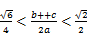 √6/4 < (b++c)/2a < √2/2